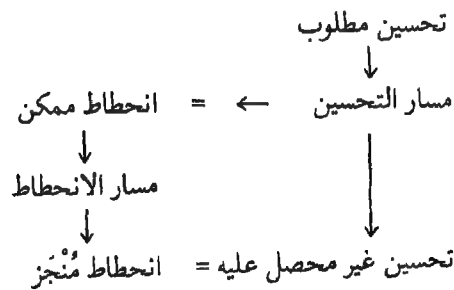 تحسين مطلوب
↓
مسار التحسين ← = انحطاط ممكن
↓ ↓
مسار الانحطاط
↓
تحسين غير محصل عليه = انحطاط مُنْجَز